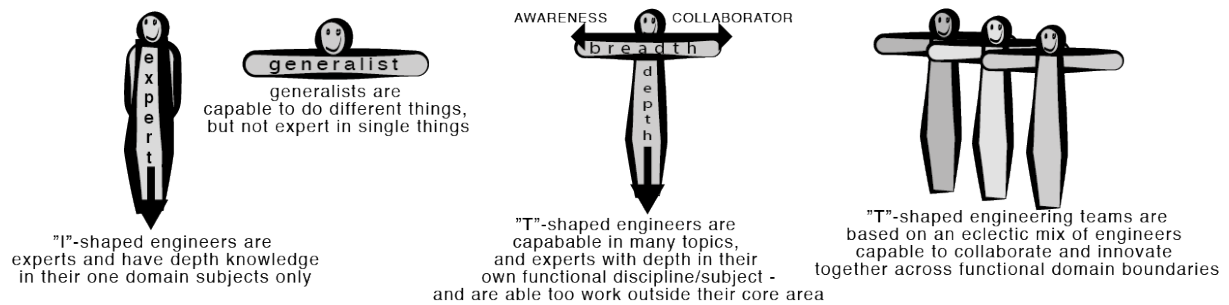 expert
"I"-shaped engineers are
experts and have depth knowledge
in their one domain subjects only
generalist
generalists are
capable to do different things,
but not expert in single things
AWARENESS COLLABORATOR
breadth
depth
"T"-shaped engineers are
capabable in many topics,
and experts with depth in their
own functional discipline/subject -
and are able too work outside their core area
"T"-shaped engineering teams are
based on an eclectic mix of engineers
capable to collaborate and innovate
together across functional domain boundaries